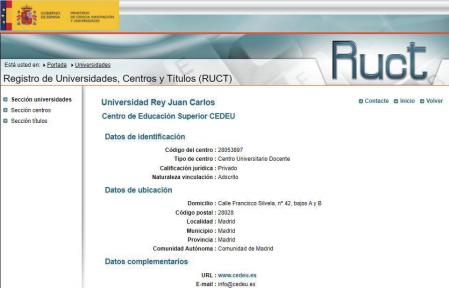 GOBIERNO DE ESPAÑA
MINISTERIO DE CIENCIA, INNOVACIÓN Y UNIVERSIDADES
Ruct
Está usted en: Portada Universidades
Registro de Universidades, Centros y Títulos (RUCT)
Sección universidades
Sección centros
Sección títulos
Contacte Inicio Volver
Universidad Rey Juan Carlos
Centro de Educación Superior CEDEU
Datos de identificación
Código del centro : 28053897
Tipo de centro : Centro Universitario Docente
Calificación jurídica : Privado
Naturaleza vinculación : Adscrito
Datos de ubicación
Domicilio : Calle Francisco Silvela, nº 42, bajos A y B
Código postal : 28028
Localidad : Madrid
Municipio : Madrid
Provincia : Madrid
Comunidad Autónoma : Comunidad de Madrid
Datos complementarios
URL : www.cedeu.es
E-mail : info@cedeu.es